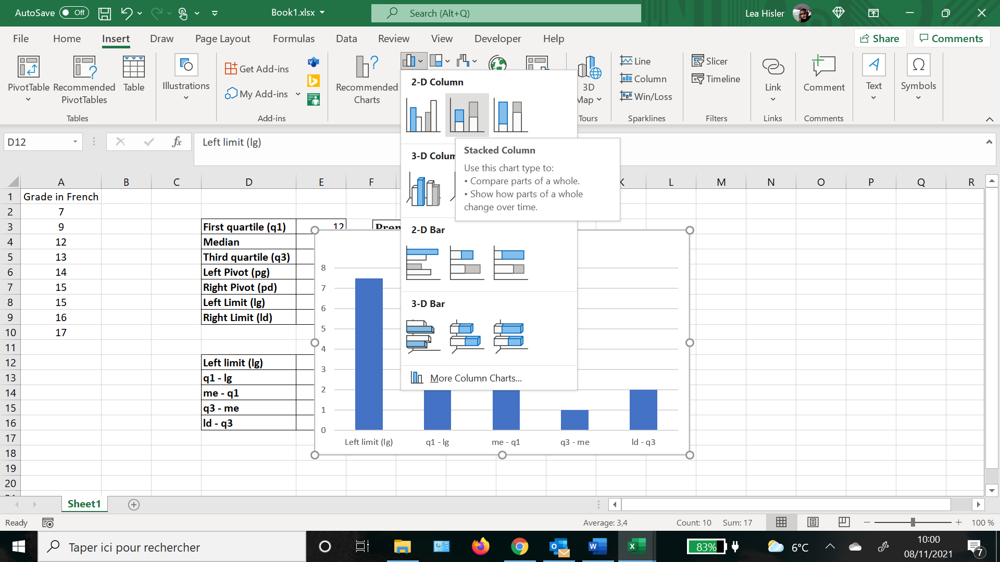 AutoSave Off Book1.xlsx Search (Alt+Q) Lea Hisler
File Home Insert Draw Page Layout Formulas Data Review View Developer Help Share Comments
PivotTable
Recommended
PivotTables
Table
Tables
Illustrations
Get Add-ins
My Add-ins
Add-ins
Recommended
Charts
3D
Map
Tours
Line
Column
Win/Loss
Sparklines
Slicer
Timeline
Filters
Link
Links
Comment
Comments
Text
Symbols
2-D Column
3-D Colum
Stacked Column
Use this chart type to:
• Compare parts of a whole.
• Show how parts of a whole
change over time.
2-D Bar
3-D Bar
More Column Charts...
D12 fx Left limit (lg)
A B C D E F K L M N O P Q R
1 Grade in French
2 7
3 9 First quartile (q1) 12
4 12 Median
5 13 Third quartile (q3)
6 14 Left Pivot (pg)
7 15 Right Pivot (pd)
8 15 Left Limit (lg)
9 16 Right Limit (ld)
10 17
11
12 Left limit (lg)
13 q1 - lg
14 me - q1
15 q3 - me
16 ld - q3
17
18
19
20
8
7
6
5
4
3
2
1
0
Left limit (lg) q1 - lg me - q1 q3 - me ld - q3
Sheet1
Ready Average: 3,4 Count: 10 Sum: 17 100 %
Taper ici pour rechercher 83% 6°C 10:00
08/11/2021 7